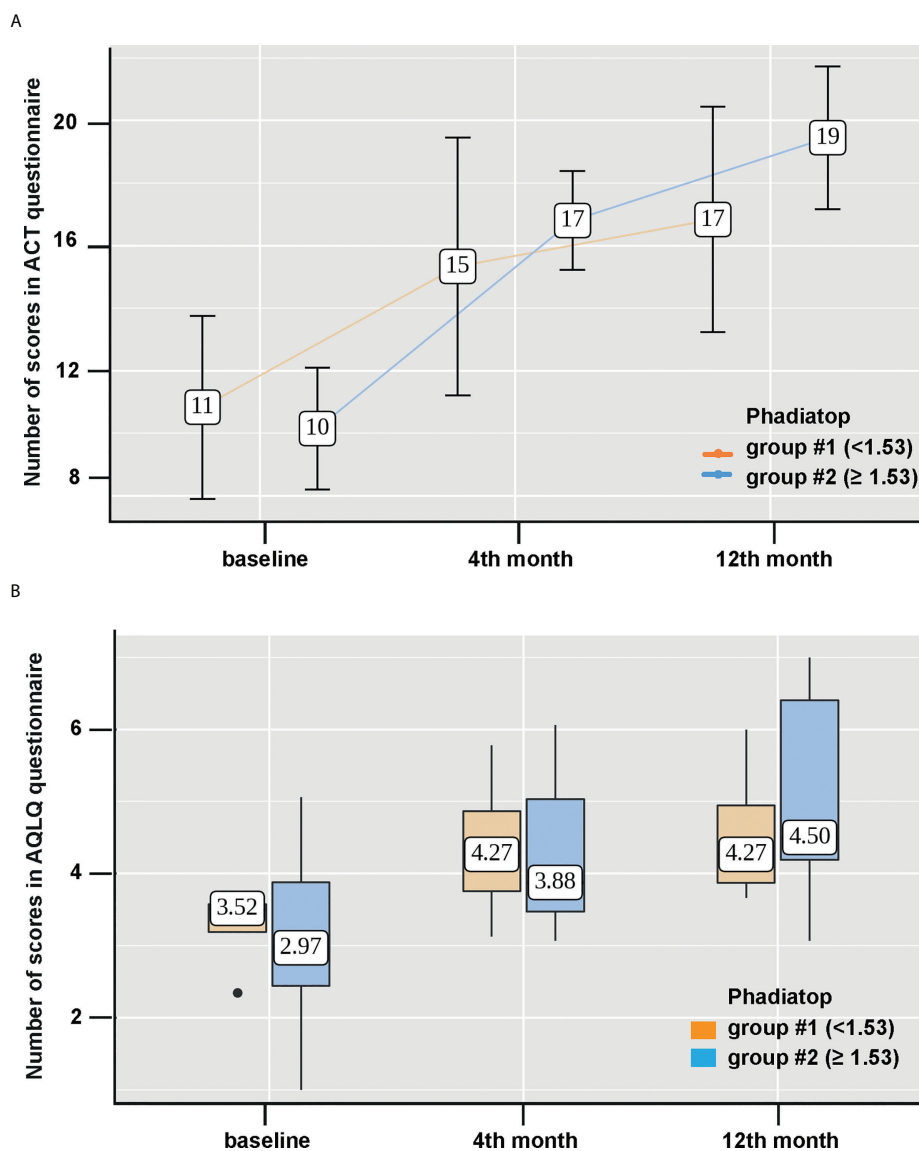 A
Number of scores in ACT questionnaire
20
16
12
8
11
10
15
17
17
19
Phadiatop
group #1 (<1.53)
group #2 (≥ 1.53)
baseline
4th month
12th month
B
Number of scores in AQLQ questionnaire
6
4
2
3.52
2.97
4.27
3.88
4.27
4.50
Phadiatop
group #1 (<1.53)
group #2 (≥ 1.53)
baseline
4th month
12th month